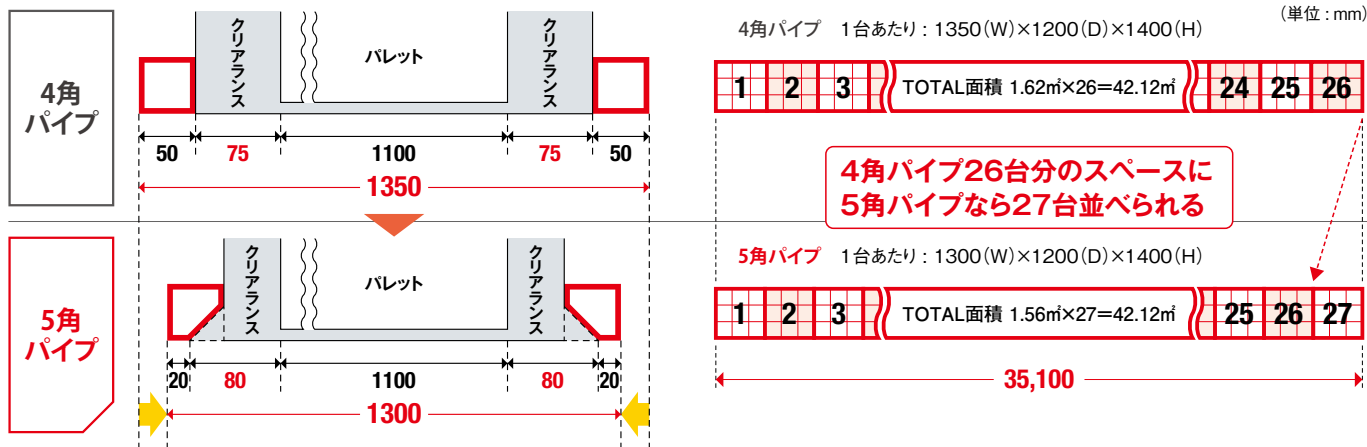 (単位:mm)
4角
パイプ
クリアランス
パレット
クリアランス
50 75 1100 75 50
1350
4角パイプ 1台あたり:1350(W)×1200(D)×1400(H)
1 2 3 TOTAL面積 1.62㎡×26=42.12㎡ 24 25 26
4角パイプ26台分のスペースに
5角パイプなら27台並べられる
5角
パイプ
クリアランス
パレット
クリアランス
20 80 1100 80 20
1300
5角パイプ 1台あたり:1300(W)×1200(D)×1400(H)
1 2 3 TOTAL面積 1.56㎡×27=42.12㎡ 25 26 27
35,100